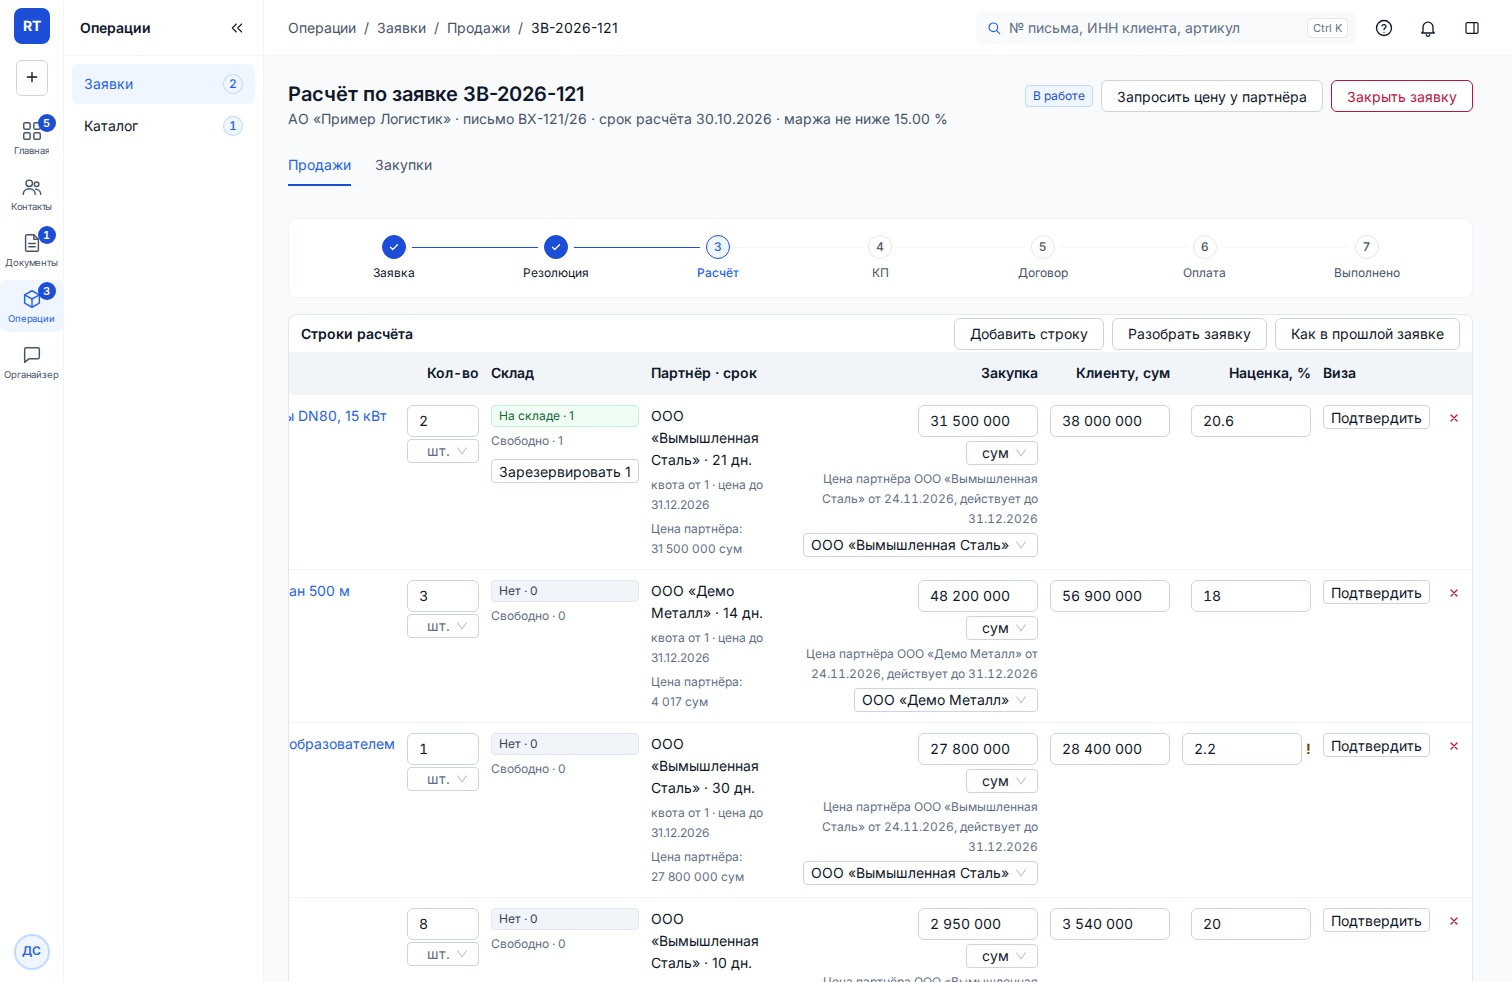 RT
Операции
Операции / Заявки / Продажи / ЗВ-2026-121
№ письма, ИНН клиента, артикул
Ctrl K
5
Главная
Контакты
1
Документы
3
Операции
Органайзер
ДС
Заявки 2
Каталог 1
Расчёт по заявке ЗВ-2026-121
АО «Пример Логистик» · письмо ВХ-121/26 · срок расчёта 30.10.2026 · маржа не ниже 15.00 %
В работе
Запросить цену у партнёра
Закрыть заявку
Продажи
Закупки
3 4 5 6 7
Заявка Резолюция Расчёт КП Договор Оплата Выполнено
Строки расчёта
Добавить строку
Разобрать заявку
Как в прошлой заявке
Кол-во Склад Партнёр · срок Закупка Клиенту, сум Наценка, % Виза
ы DN80, 15 кВт
2
шт.
На складе · 1
Свободно · 1
Зарезервировать 1
ООО
«Вымышленная
Сталь» · 21 дн.
квота от 1 · цена до
31.12.2026
Цена партнёра:
31 500 000 сум
31 500 000
сум
Цена партнёра ООО «Вымышленная
Сталь» от 24.11.2026, действует до
31.12.2026
ООО «Вымышленная Сталь»
38 000 000
20.6
Подтвердить
ан 500 м
3
шт.
Нет · 0
Свободно · 0
ООО «Демо
Металл» · 14 дн.
квота от 1 · цена до
31.12.2026
Цена партнёра:
4 017 сум
48 200 000
сум
Цена партнёра ООО «Демо Металл» от
24.11.2026, действует до 31.12.2026
ООО «Демо Металл»
56 900 000
18
Подтвердить
образователем
1
шт.
Нет · 0
Свободно · 0
ООО
«Вымышленная
Сталь» · 30 дн.
квота от 1 · цена до
31.12.2026
Цена партнёра:
27 800 000 сум
27 800 000
сум
Цена партнёра ООО «Вымышленная
Сталь» от 24.11.2026, действует до
31.12.2026
ООО «Вымышленная Сталь»
28 400 000
2.2 !
Подтвердить
8
шт.
Нет · 0
Свободно · 0
ООО
«Вымышленная
Сталь» · 10 дн.
2 950 000
сум
Цена партнёра ООО «Вымышленная
3 540 000
20
Подтвердить